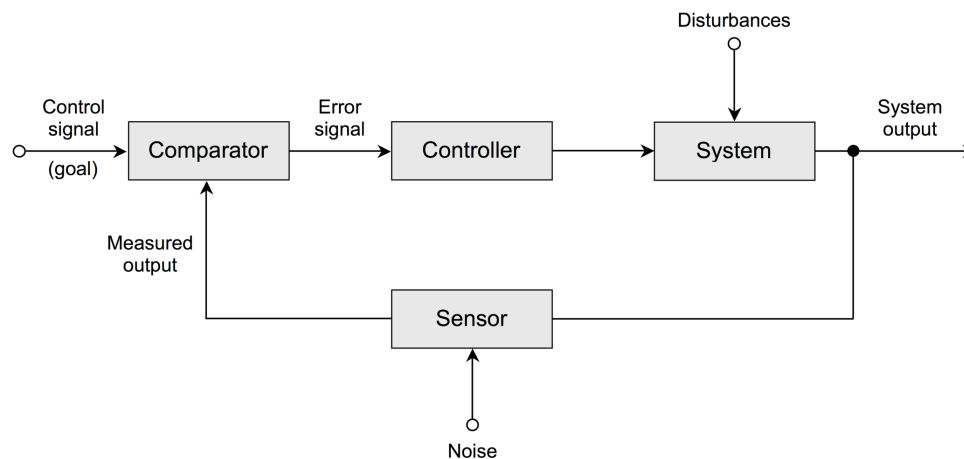 Disturbances
Control
signal
(goal)
Error
signal
System
output
Comparator
Controller
System
Measured
output
Sensor
Noise